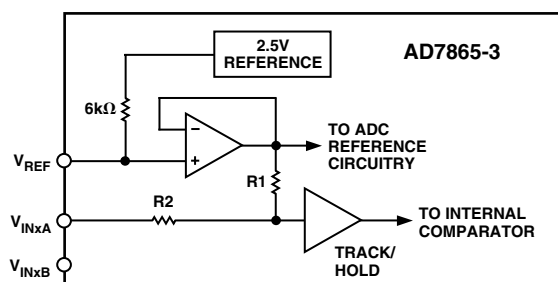 2.5V
REFERENCE
AD7865-3
6kΩ
−
+
TO ADC
REFERENCE
CIRCUITRY
VREF
R1
R2
VINxA
TO INTERNAL
COMPARATOR
TRACK/
HOLD
VINxB